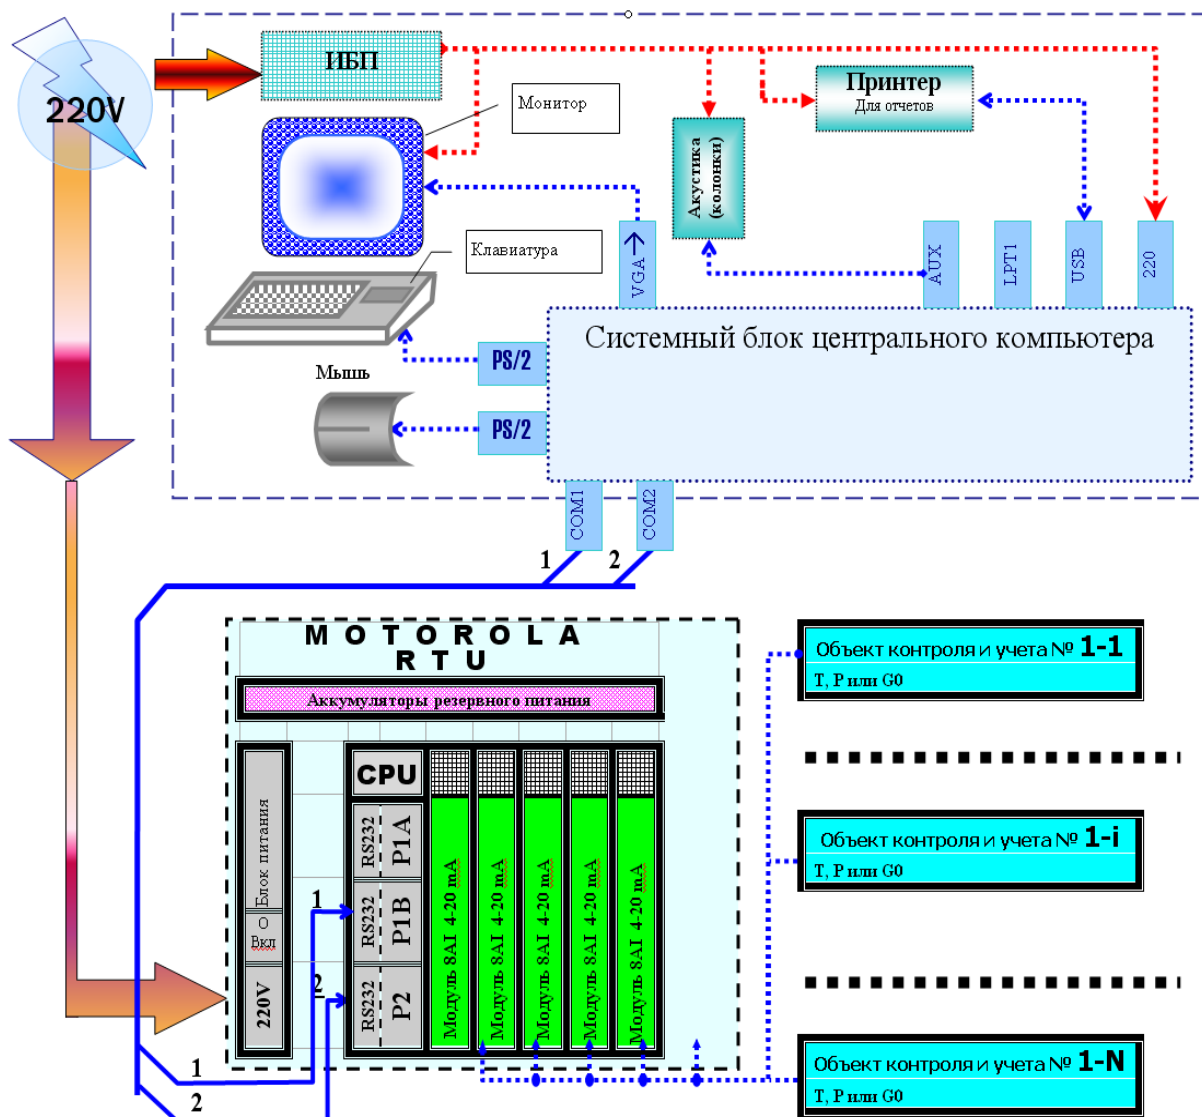 220V
ИБП
Монитор
Принтер
Для отчетов
Акустика
(колонки)
Клавиатура
VGA
AUX
LPT1
USB
220
Системный блок центрального компьютера
PS/2
Мышь
PS/2
COM1
COM2
1
2
MOTOROLA
RTU
Аккумуляторы резервного питания
Блок питания
О
Вкл
220V
CPU
RS232
P1A
RS232
P1B
RS232
P2
Модуль 8AI 4-20 mA
Модуль 8AI 4-20 mA
Модуль 8AI 4-20 mA
Модуль 8AI 4-20 mA
Модуль 8AI 4-20 mA
1
2
1
2
Объект контроля и учета № 1-1
T, P или G0
Объект контроля и учета № 1-i
T, P или G0
Объект контроля и учета № 1-N
T, P или G0